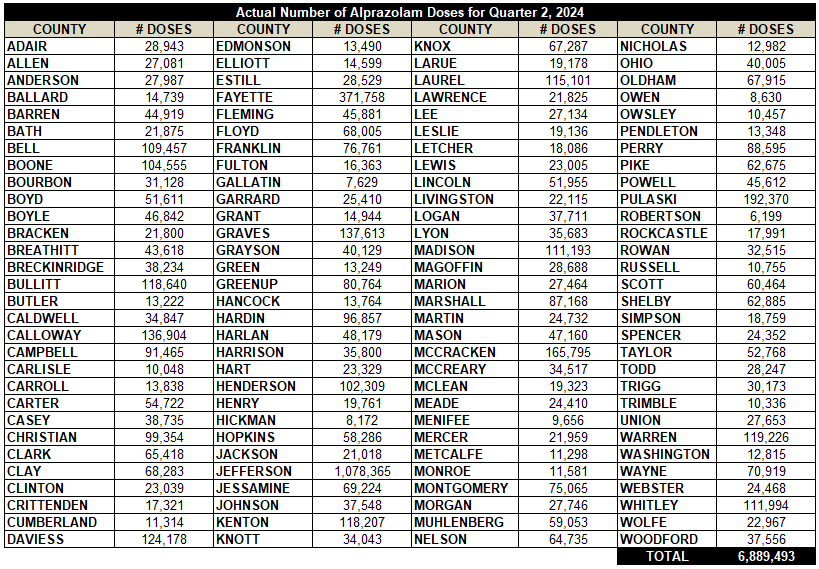 Actual Number of Alprazolam Doses for Quarter 2, 2024
COUNTY # DOSES COUNTY # DOSES COUNTY # DOSES COUNTY # DOSES
ADAIR 28,943 EDMONSON 13,490 KNOX 67,287 NICHOLAS 12,982
ALLEN 27,081 ELLIOTT 14,599 LARUE 19,178 OHIO 40,005
ANDERSON 27,987 ESTILL 28,529 LAUREL 115,101 OLDHAM 67,915
BALLARD 14,739 FAYETTE 371,758 LAWRENCE 21,825 OWEN 8,630
BARREN 44,919 FLEMING 45,881 LEE 27,134 OWSLEY 10,457
BATH 21,875 FLOYD 68,005 LESLIE 19,136 PENDLETON 13,348
BELL 109,457 FRANKLIN 76,761 LETCHER 18,086 PERRY 88,595
BOONE 104,555 FULTON 16,363 LEWIS 23,005 PIKE 62,675
BOURBON 31,128 GALLATIN 7,629 LINCOLN 51,955 POWELL 45,612
BOYD 51,611 GARRARD 25,410 LIVINGSTON 22,115 PULASKI 192,370
BOYLE 46,842 GRANT 14,944 LOGAN 37,711 ROBERTSON 6,199
BRACKEN 21,800 GRAVES 137,613 LYON 35,683 ROCKCASTLE 17,991
BREATHITT 43,618 GRAYSON 40,129 MADISON 111,193 ROWAN 32,515
BRECKINRIDGE 38,234 GREEN 13,249 MAGOFFIN 28,688 RUSSELL 10,755
BULLITT 118,640 GREENUP 80,764 MARION 27,464 SCOTT 60,464
BUTLER 13,222 HANCOCK 13,764 MARSHALL 87,168 SHELBY 62,885
CALDWELL 34,847 HARDIN 96,857 MARTIN 24,732 SIMPSON 18,759
CALLOWAY 136,904 HARLAN 48,179 MASON 47,160 SPENCER 24,352
CAMPBELL 91,465 HARRISON 35,800 MCCRACKEN 165,795 TAYLOR 52,768
CARLISLE 10,048 HART 23,329 MCCREARY 34,517 TODD 28,247
CARROLL 13,838 HENDERSON 102,309 MCLEAN 19,323 TRIGG 30,173
CARTER 54,722 HENRY 19,761 MEADE 24,410 TRIMBLE 10,336
CASEY 38,735 HICKMAN 8,172 MENIFEE 9,656 UNION 27,653
CHRISTIAN 99,354 HOPKINS 58,286 MERCER 21,959 WARREN 119,226
CLARK 65,418 JACKSON 21,018 METCALFE 11,298 WASHINGTON 12,815
CLAY 68,283 JEFFERSON 1,078,365 MONROE 11,581 WAYNE 70,919
CLINTON 23,039 JESSAMINE 69,224 MONTGOMERY 75,065 WEBSTER 24,468
CRITTENDEN 17,321 JOHNSON 37,548 MORGAN 27,746 WHITLEY 111,994
CUMBERLAND 11,314 KENTON 118,207 MUHLENBERG 59,053 WOLFE 22,967
DAVIESS 124,178 KNOTT 34,043 NELSON 64,735 WOODFORD 37,556
TOTAL 6,889,493